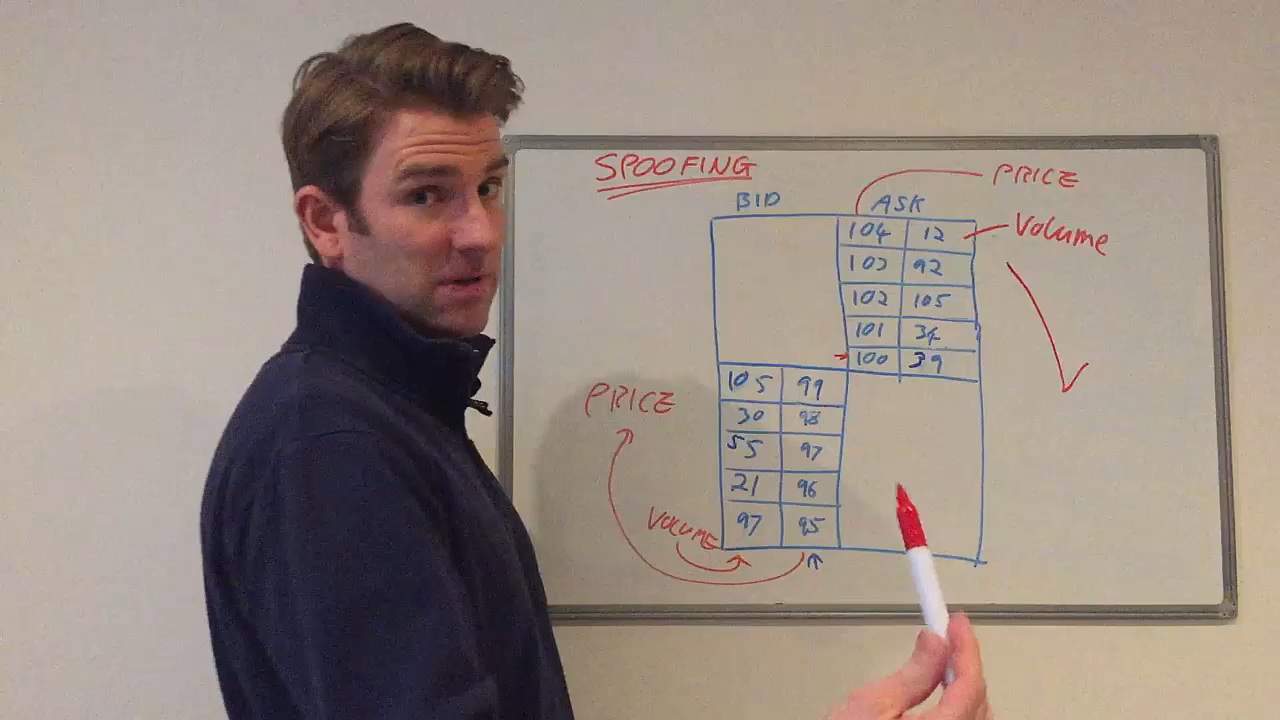 SPOOFING
BID ASK PRICE
104 12 Volume
103 92
102 105
101 34
100 39
105 99
PRICE
30 98
55 97
21 96
VOLUME 97 95